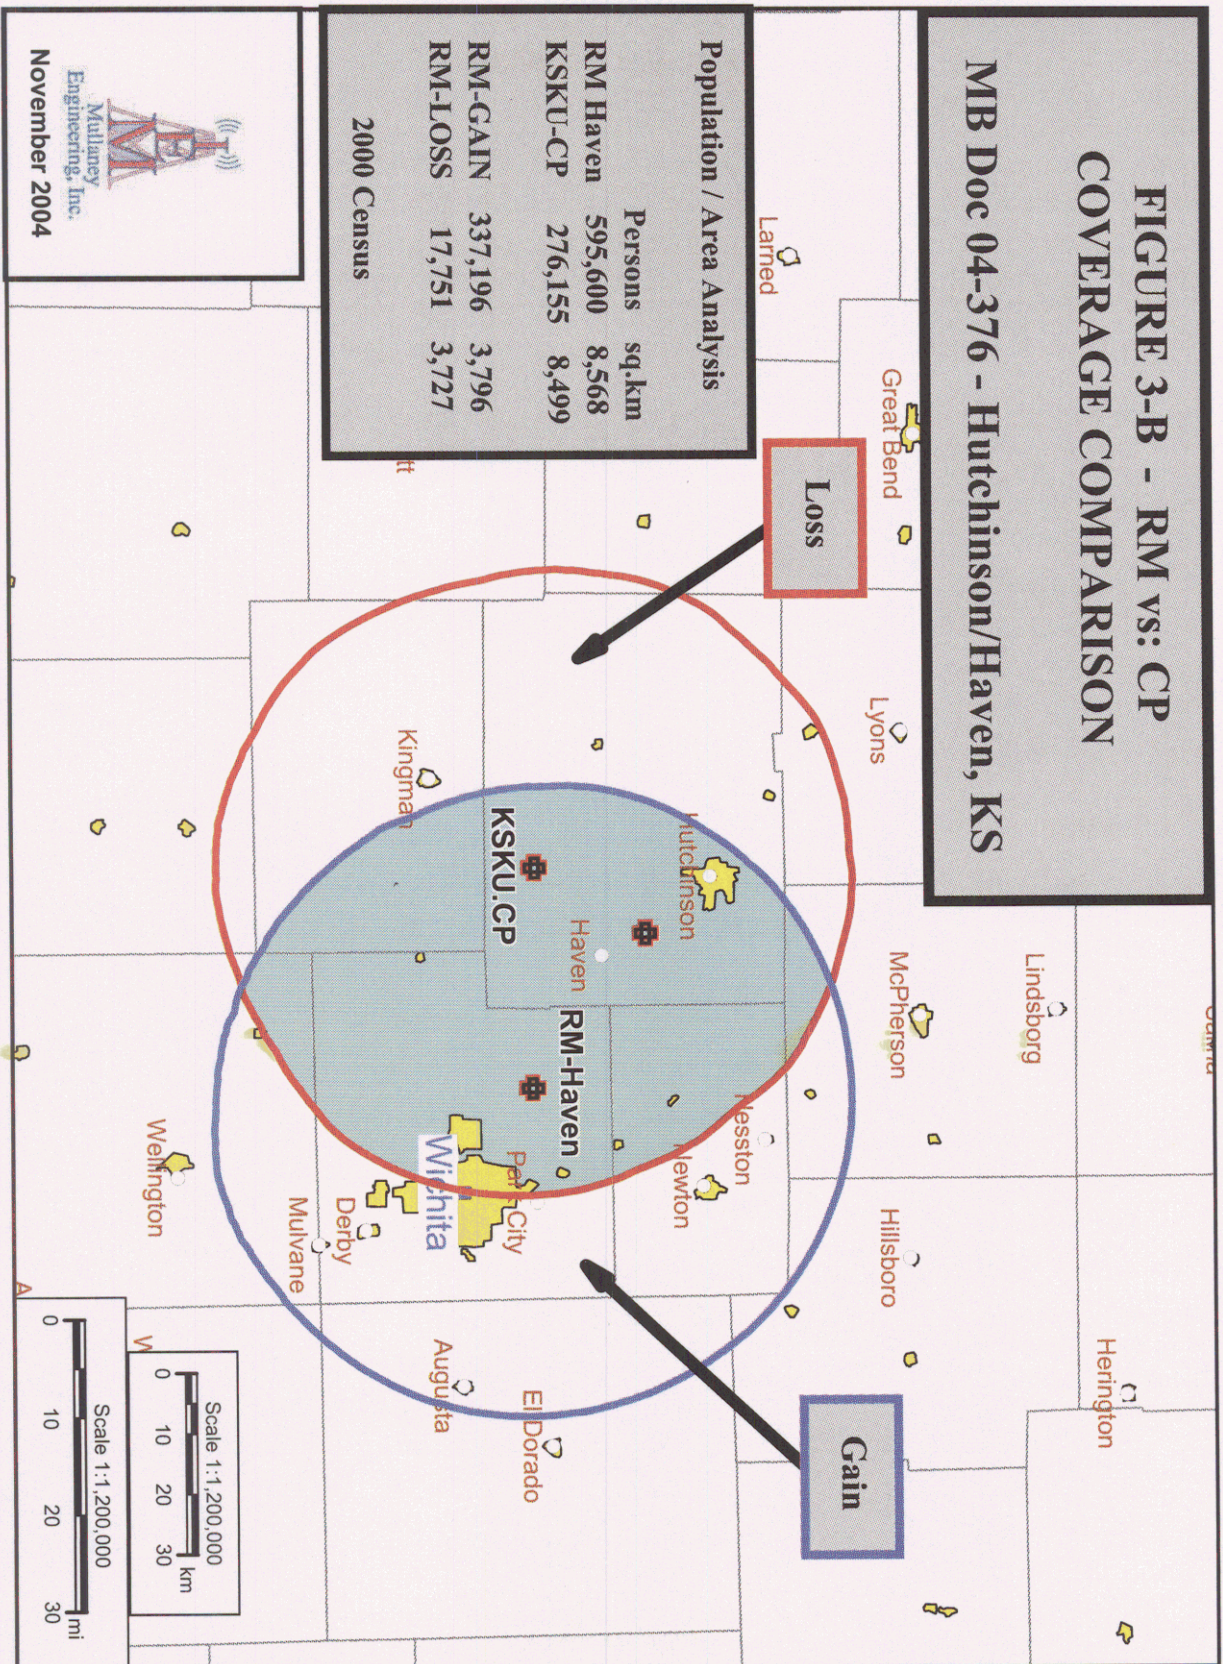 FIGURE 3-B - RM vs: CP
COVERAGE COMPARISON
MB Doc 04-376 - Hutchinson/Haven, KS
Lindsborg
Herington
Larned
Great Bend
Lyons
McPherson
Hillsboro
Loss
Gain
Population / Area Analysis
Persons sq.km
RM Haven 595,600 8,568
KSKU-CP 276,155 8,499
RM-GAIN 337,196 3,796
RM-LOSS 17,751 3,727
2000 Census
Hesston
Hutchinson
Newton
Haven
RM-Haven
KSKU.CP
Park City
El Dorado
Kingman
Wichita
Augusta
tt
Derby
Mulvane
Wellington
W
A
Mullaney
Engineering, Inc.
November 2004
Scale 1:1,200,000
0 10 20 30 km
Scale 1:1,200,000
0 10 20 30 mi